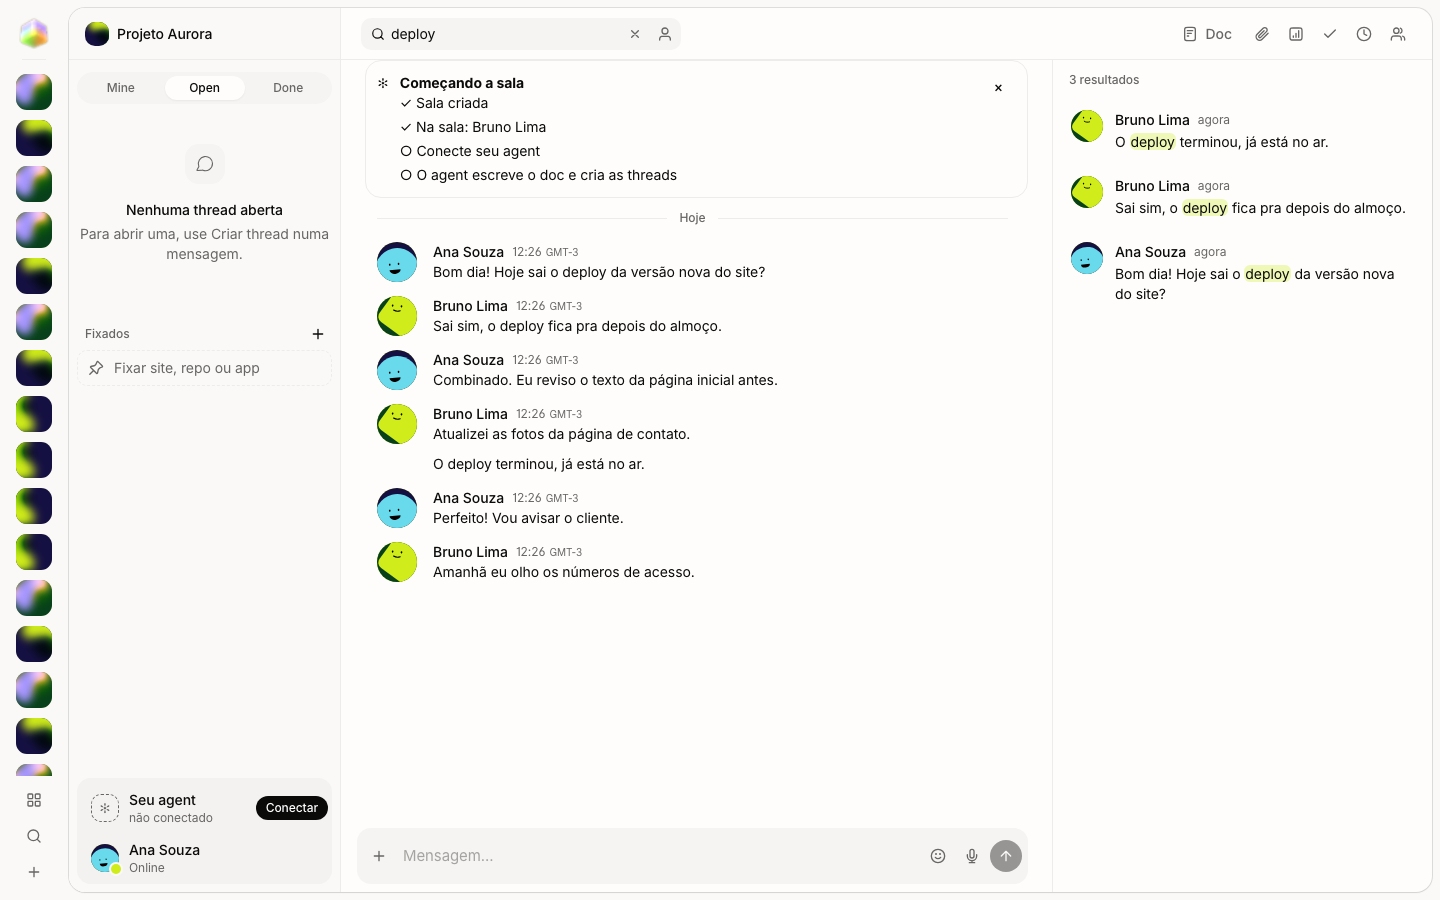 Projeto Aurora
Mine
Open
Done
Nenhuma thread aberta
Para abrir uma, use Criar thread numa
mensagem.
Fixados
Fixar site, repo ou app
Seu agent
não conectado
Conectar
Ana Souza
Online
deploy
Doc
Começando a sala
Sala criada
Na sala: Bruno Lima
Conecte seu agent
O agent escreve o doc e cria as threads
Hoje
Ana Souza 12:26 GMT-3
Bom dia! Hoje sai o deploy da versão nova do site?
Bruno Lima 12:26 GMT-3
Sai sim, o deploy fica pra depois do almoço.
Ana Souza 12:26 GMT-3
Combinado. Eu reviso o texto da página inicial antes.
Bruno Lima 12:26 GMT-3
Atualizei as fotos da página de contato.
O deploy terminou, já está no ar.
Ana Souza 12:26 GMT-3
Perfeito! Vou avisar o cliente.
Bruno Lima 12:26 GMT-3
Amanhã eu olho os números de acesso.
Mensagem...
3 resultados
Bruno Lima agora
O deploy terminou, já está no ar.
Bruno Lima agora
Sai sim, o deploy fica pra depois do almoço.
Ana Souza agora
Bom dia! Hoje sai o deploy da versão nova
do site?